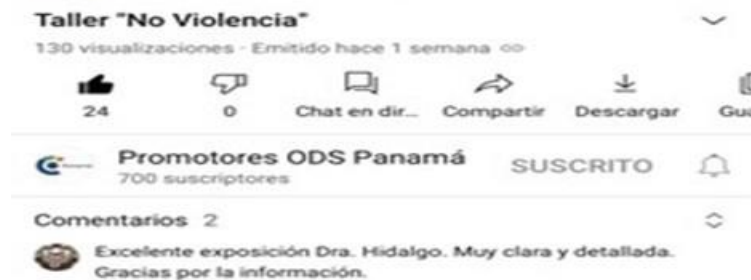 Taller "No Violencia"
130 visualizaciones · Emitido hace 1 semana
24
0
Chat en dir...
Compartir
Descargar
Gua
Promotores ODS Panamá
SUSCRITO
700 suscriptores
Comentarios 2
Excelente exposición Dra. Hidalgo. Muy clara y detallada.
Gracias por la información.